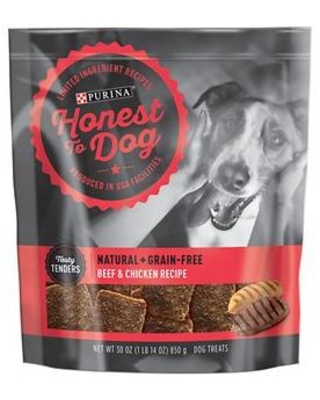 LIMITED INGREDIENT RECIPES
PURINA
Honest
To Dog
PRODUCED IN USA FACILITIES
Tasty
TENDERS
NATURAL + GRAIN-FREE
BEEF & CHICKEN RECIPE
NET WT 30 OZ (1 LB 14 OZ) 850 g DOG TREATS